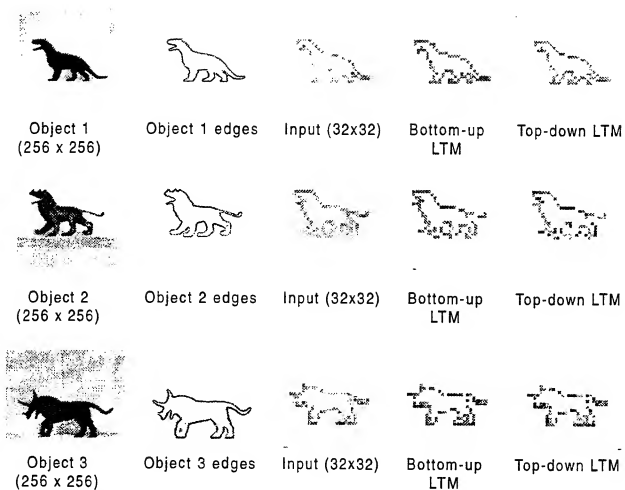 Object 1 Object 1 edges Input (32x32) Bottom-up Top-down LTM
(256 x 256) LTM
Object 2 Object 2 edges Input (32x32) Bottom-up Top-down LTM
(256 x 256) LTM
Object 3 Object 3 edges Input (32x32) Bottom-up Top-down LTM
(256 x 256) LTM